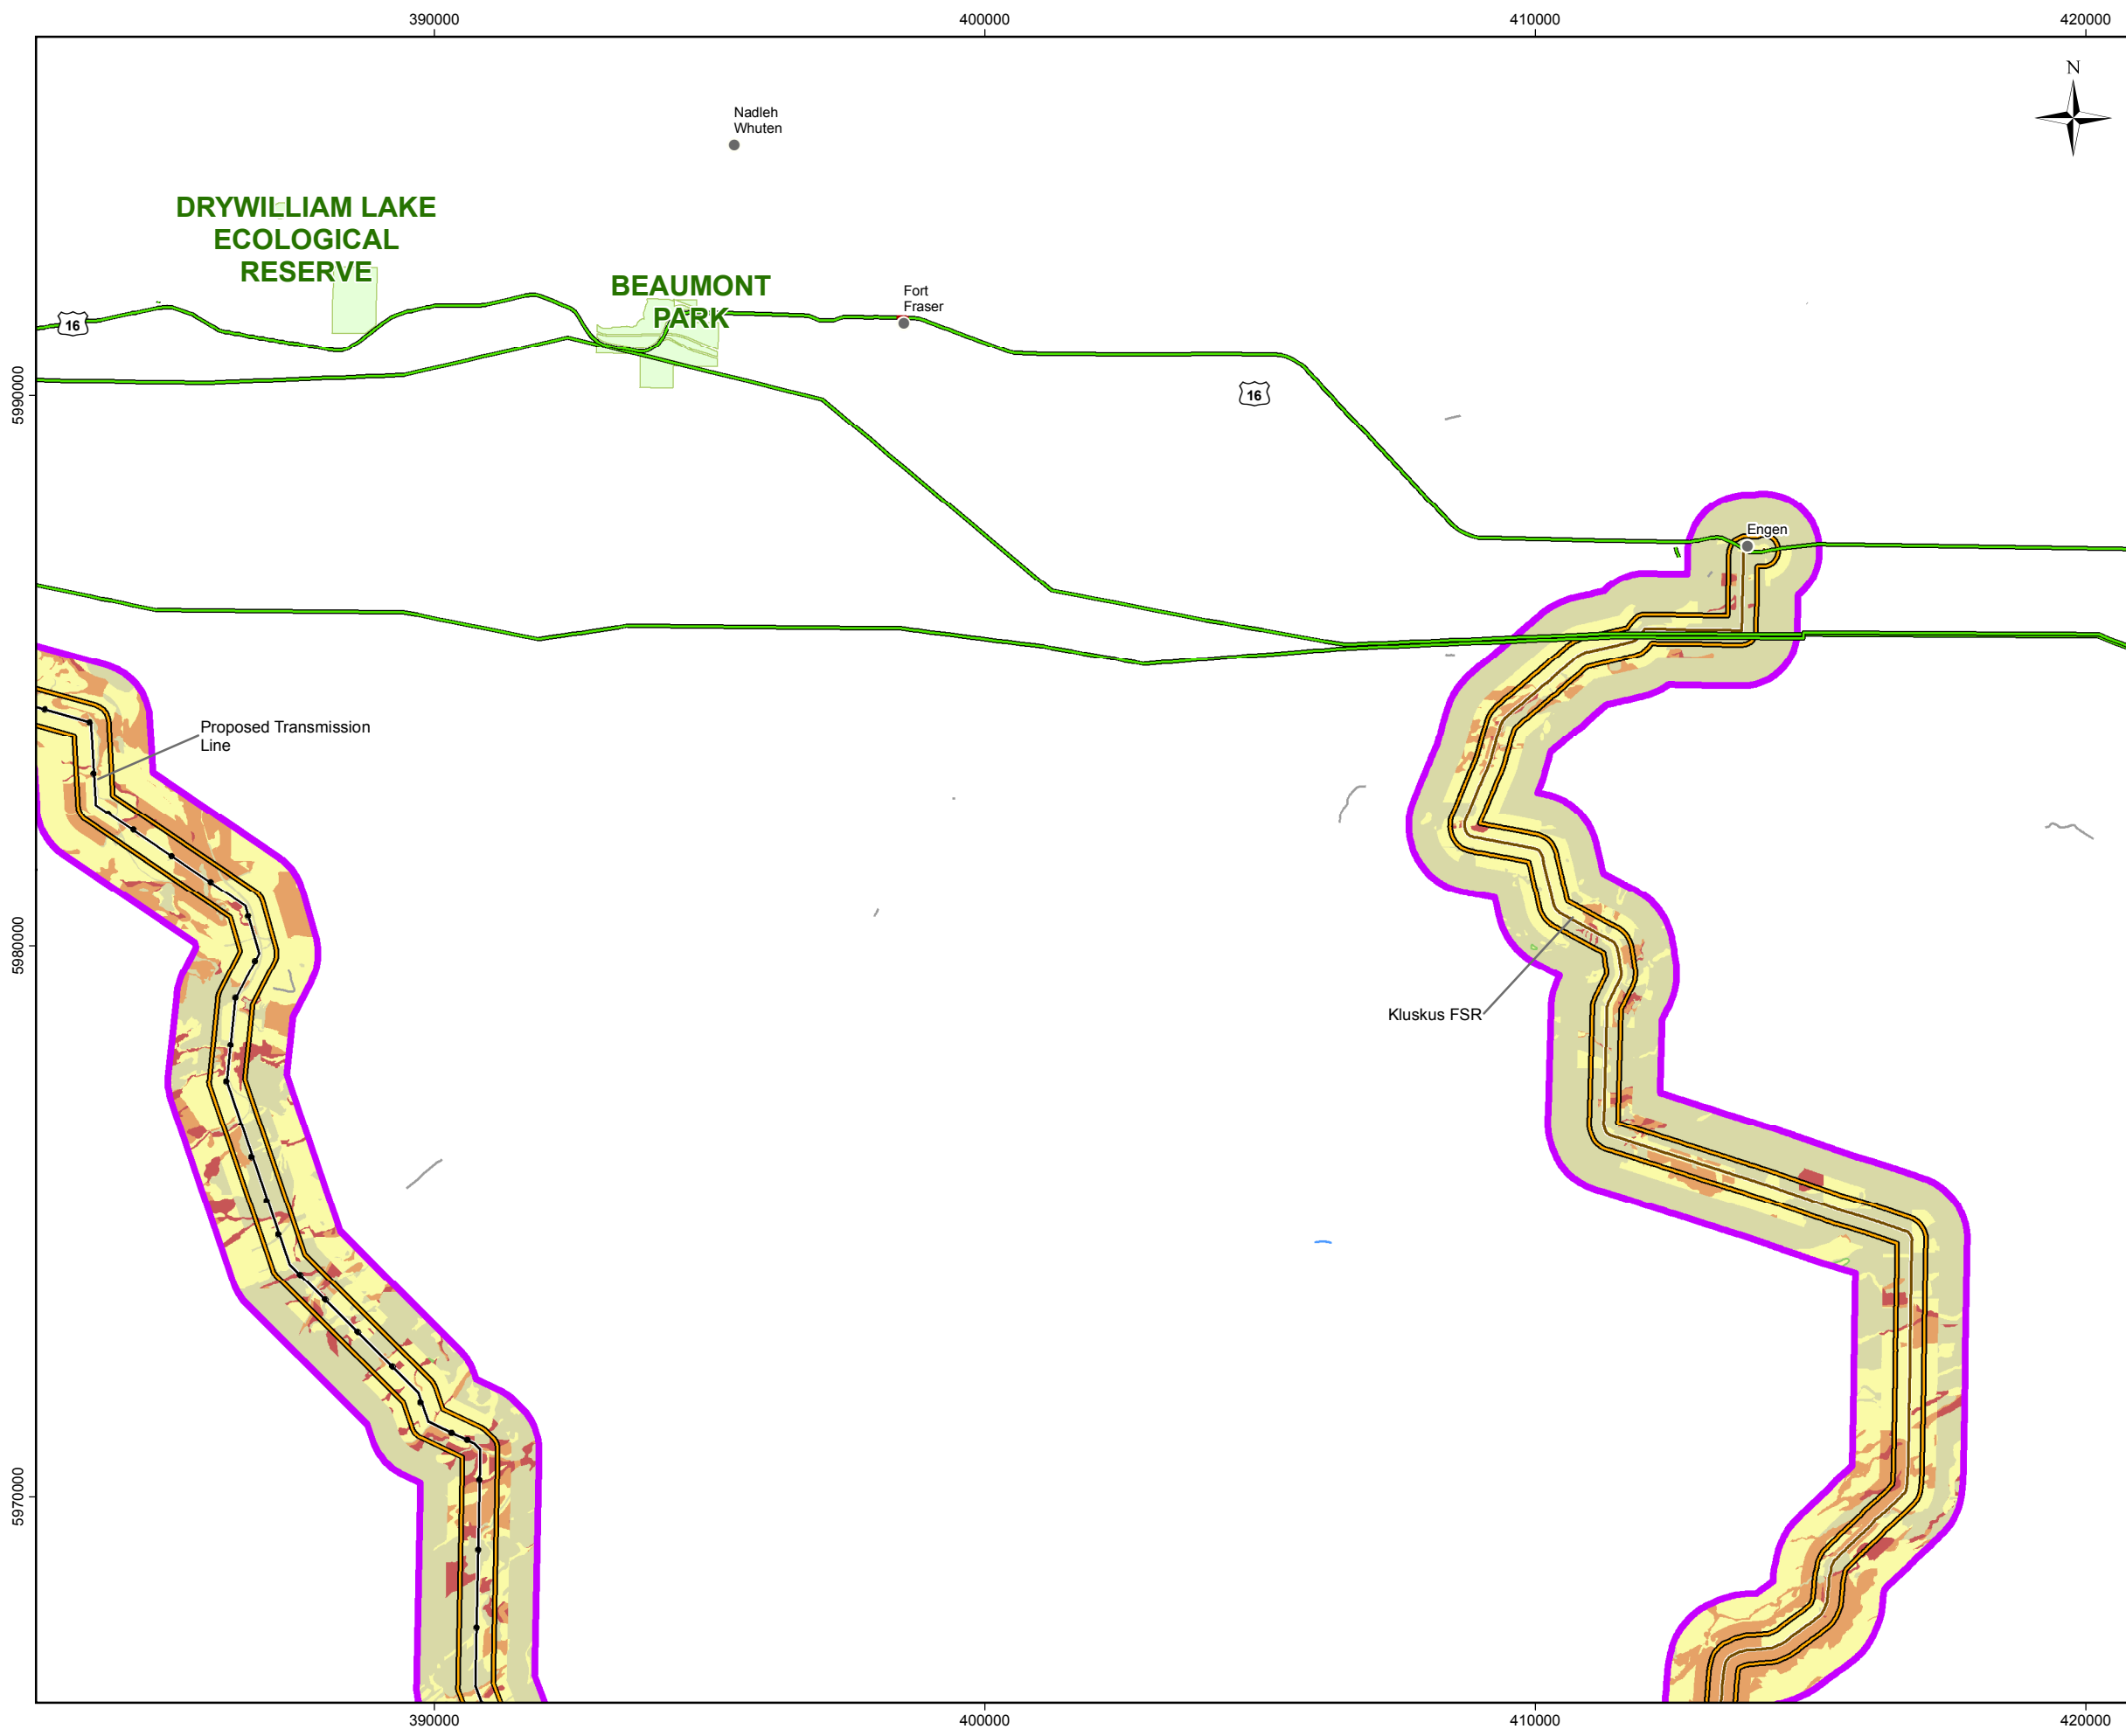 390000
400000
410000
420000
N
Nadleh
Whuten
DRYWILLIAM LAKE
ECOLOGICAL
RESERVE
BEAUMONT
PARK
Fort
Fraser
16
16
5990000
Engen
Proposed Transmission
Line
5980000
Kluskus FSR
5970000
390000
400000
410000
420000